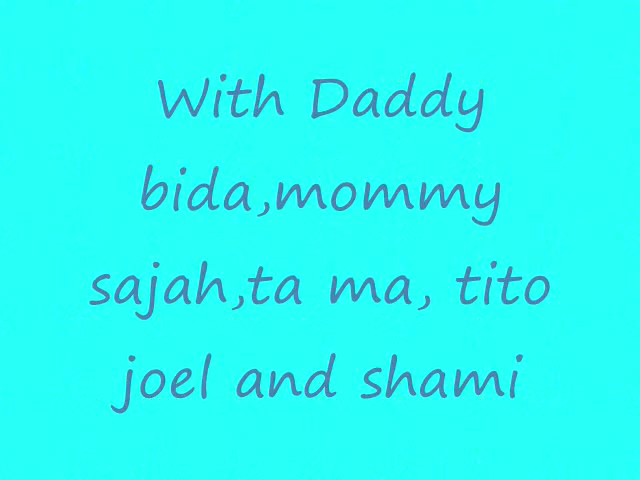 With Daddy
bida,mommy
sajah,ta ma, tito
joel and shami